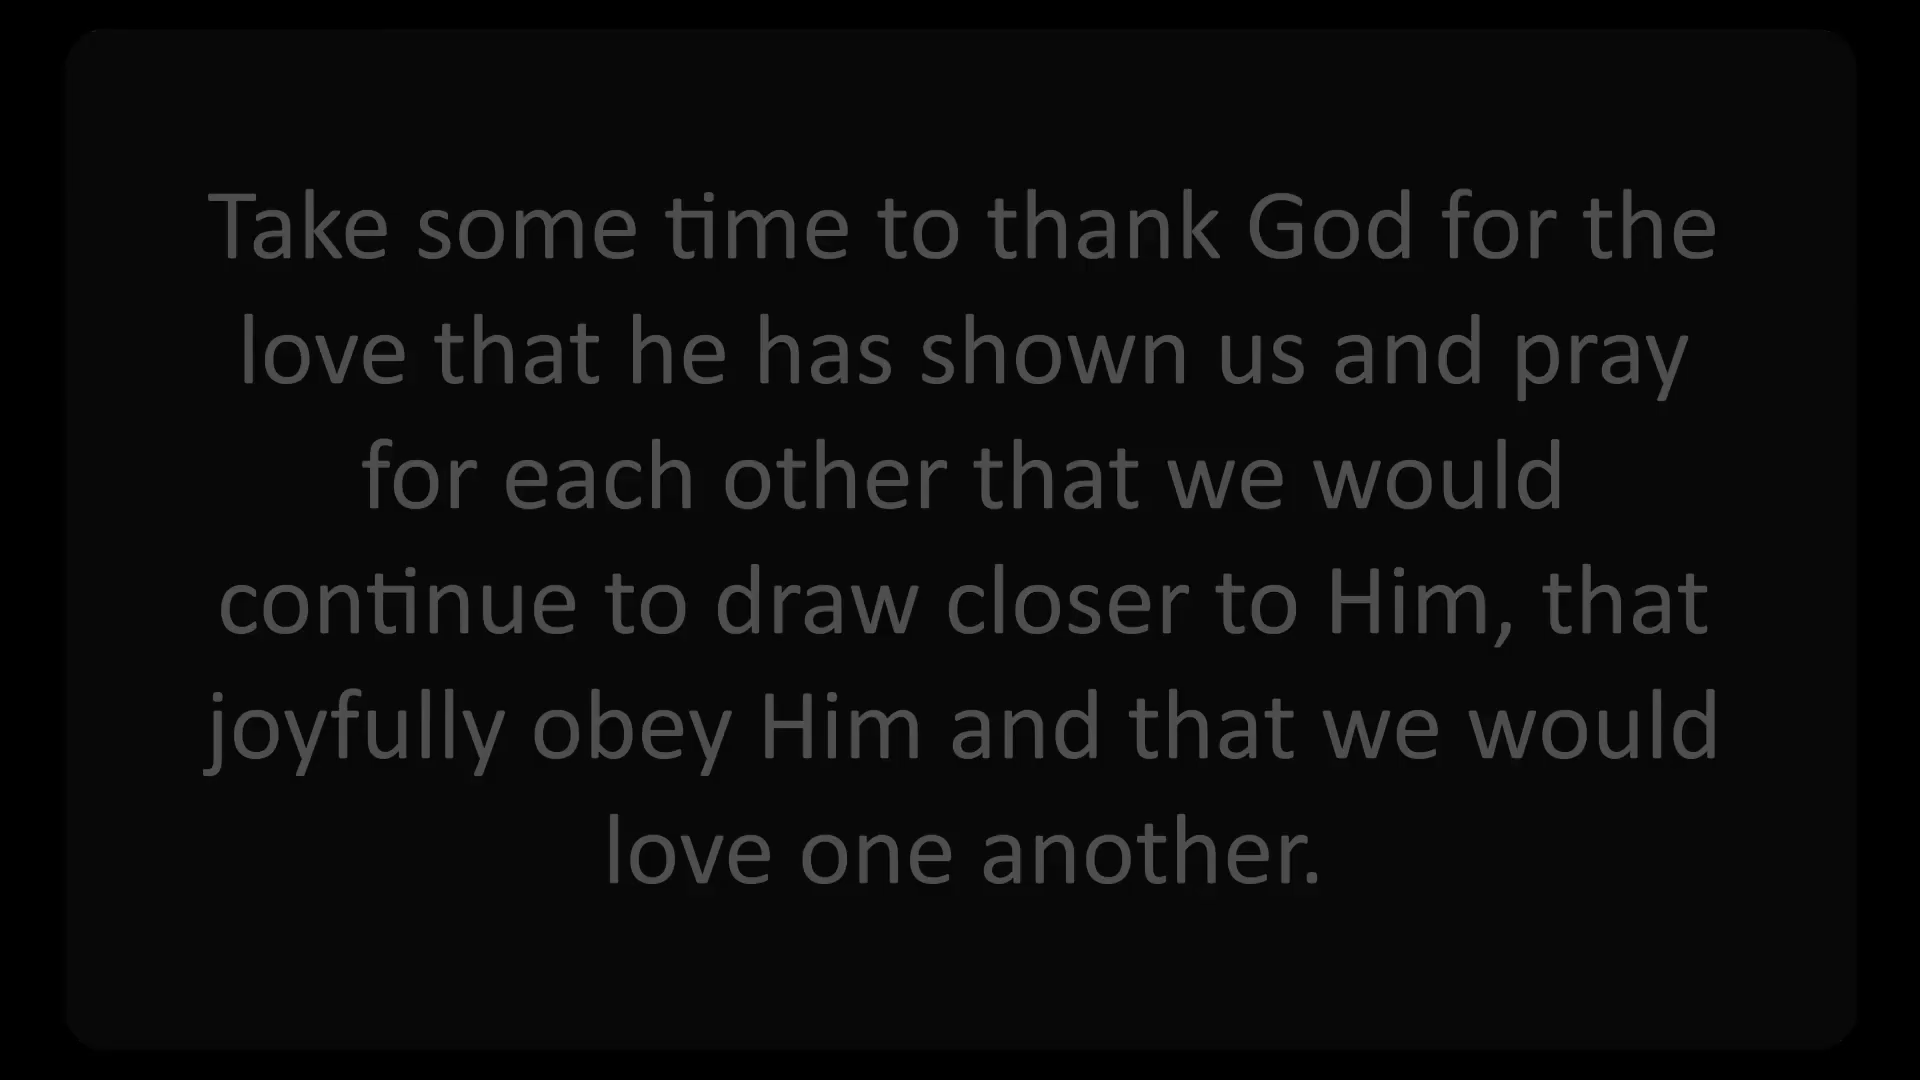 Take some time to thank God for the
love that he has shown us and pray
for each other that we would
continue to draw closer to Him, that
joyfully obey Him and that we would
love one another.